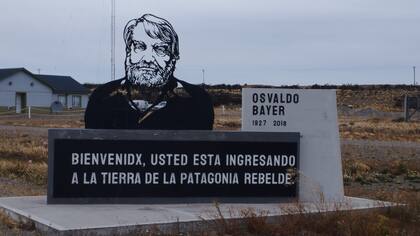 OSVALDO
BAYER
1927 2018
BIENVENIDX, USTED ESTA INGRESANDO
A LA TIERRA DE LA PATAGONIA REBELDE